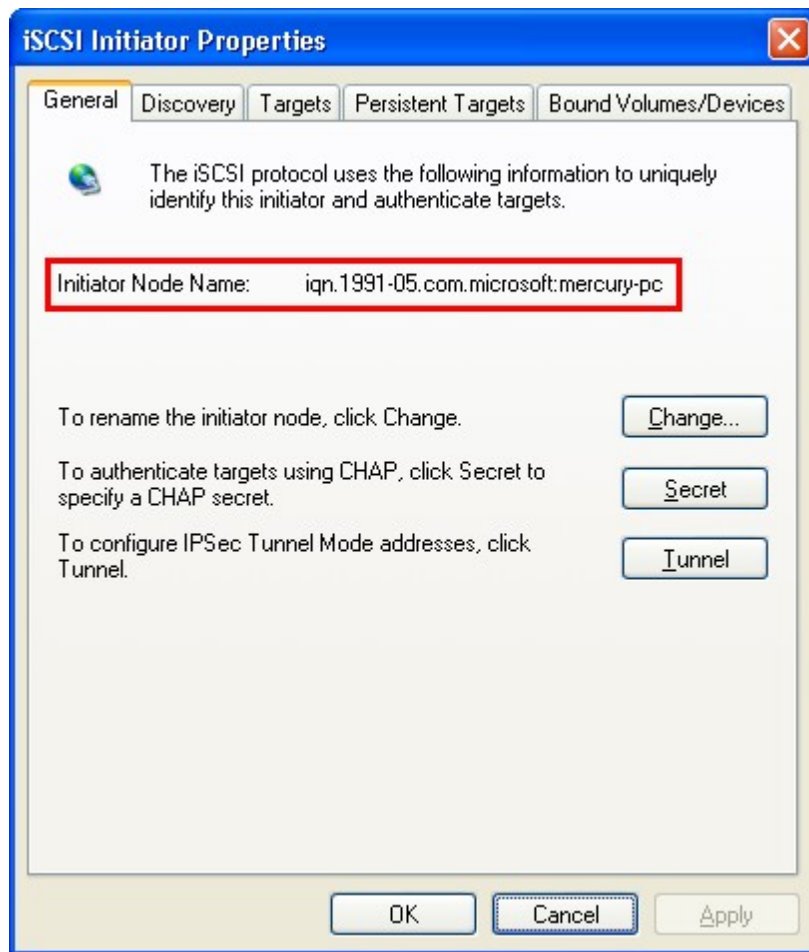 iSCSI Initiator Properties
General Discovery Targets Persistent Targets Bound Volumes/Devices
The iSCSI protocol uses the following information to uniquely
identify this initiator and authenticate targets.
Initiator Node Name: iqn.1991-05.com.microsoft:mercury-pc
To rename the initiator node, click Change.
Change...
To authenticate targets using CHAP, click Secret to
specify a CHAP secret.
Secret
To configure IPSec Tunnel Mode addresses, click
Tunnel.
Tunnel
OK Cancel Apply